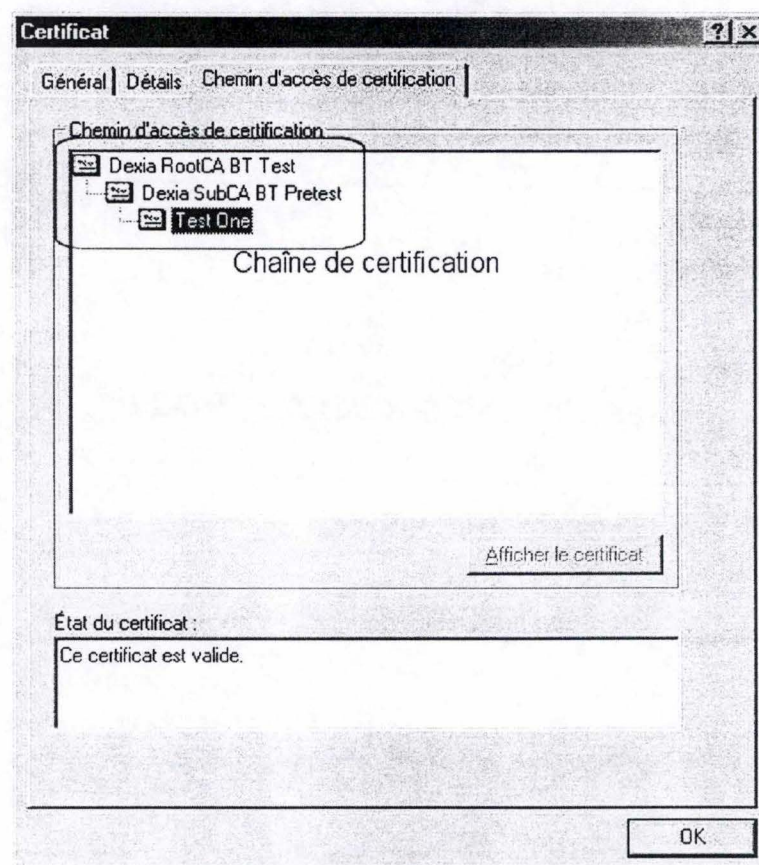 Certificat
Général Détails Chemin d'accès de certification
Chemin d'accès de certification
Dexia RootCA BT Test
Dexia SubCA BT Pretest
Test One
Chaîne de certification
Afficher le certificat
État du certificat :
Ce certificat est valide.
OK